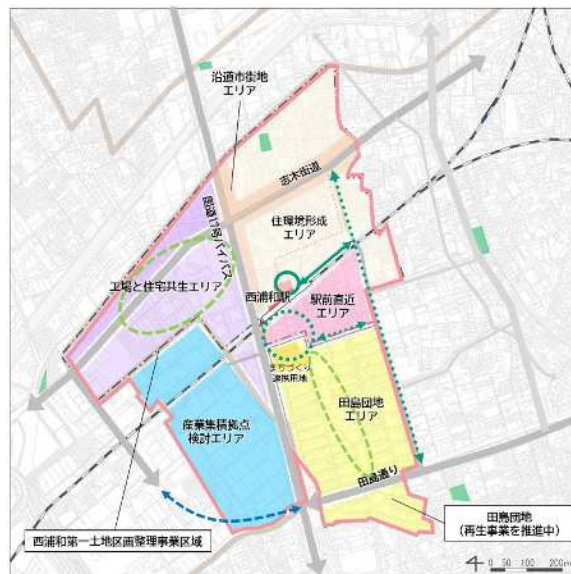 沿道市街地
エリア
志木街道
国道17号バイパス
住環境形成
エリア
工場と住宅共生エリア
西浦和駅
駅前直近
エリア
まちづくり
連携用地
田島団地
エリア
産業集積拠点
検討エリア
田島通り
西浦和第一土地区画整理事業区域
田島団地
(再生事業を推進中)
0 50 100 200m